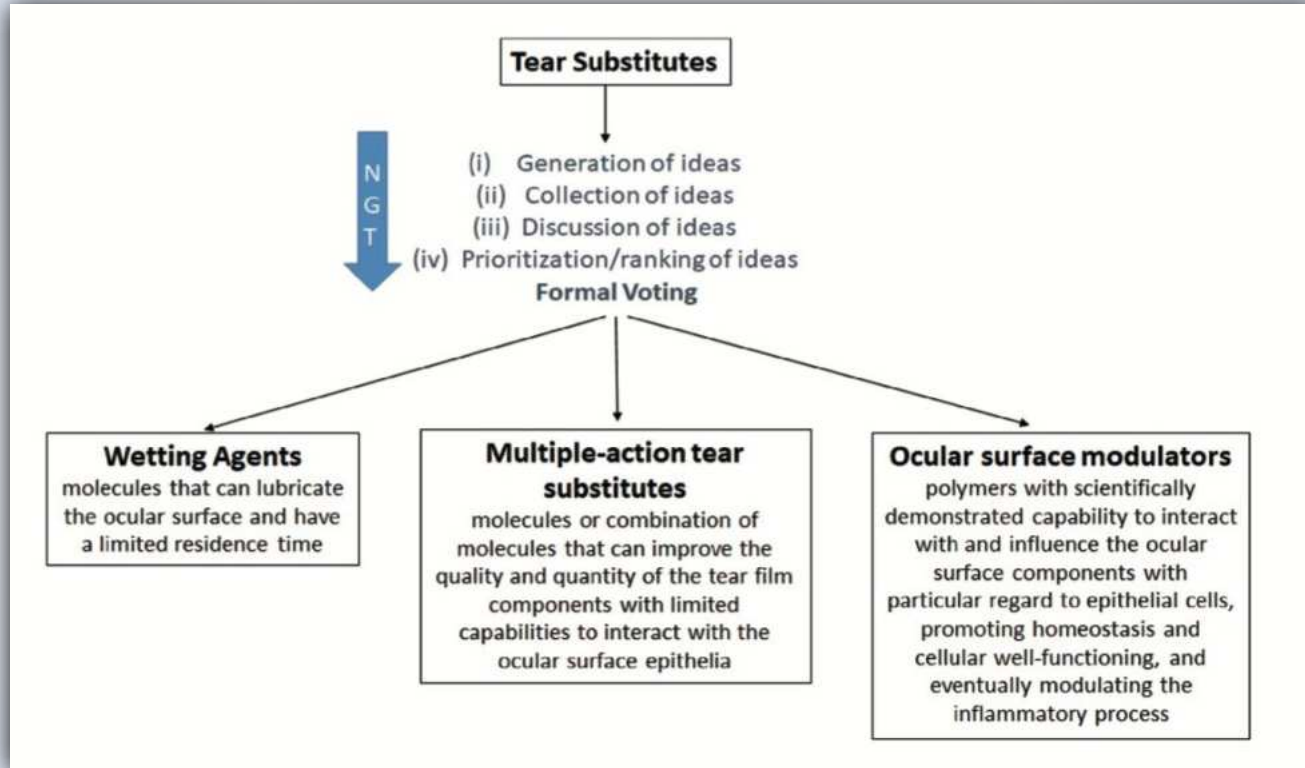 Tear Substitutes
N
G
T
(i) Generation of ideas
(ii) Collection of ideas
(iii) Discussion of ideas
(iv) Prioritization/ranking of ideas
Formal Voting
Wetting Agents
molecules that can lubricate
the ocular surface and have
a limited residence time
Multiple-action tear
substitutes
molecules or combination of
molecules that can improve the
quality and quantity of the tear film
components with limited
capabilities to interact with the
ocular surface epithelia
Ocular surface modulators
polymers with scientifically
demonstrated capability to interact
with and influence the ocular
surface components with
particular regard to epithelial cells,
promoting homeostasis and
cellular well-functioning, and
eventually modulating the
inflammatory process